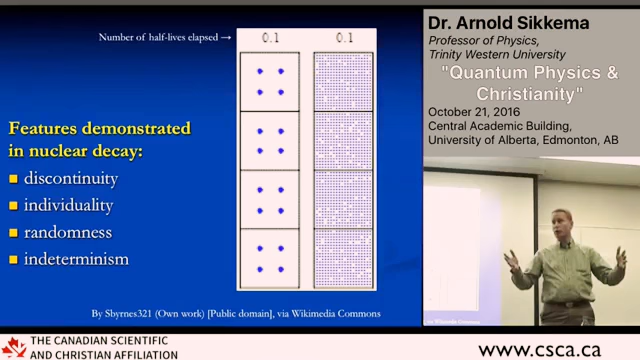 Number of half-lives elapsed → 0.1 0.1
Features demonstrated
in nuclear decay:
discontinuity
individuality
randomness
indeterminism
By Sbyrnes321 (Own work) [Public domain], via Wikimedia Commons
Dr. Arnold Sikkema
Professor of Physics,
Trinity Western University
"Quantum Physics &
Christianity"
October 21, 2016
Central Academic Building,
University of Alberta, Edmonton, AB
THE CANADIAN SCIENTIFIC
AND CHRISTIAN AFFILIATION
www.csca.ca